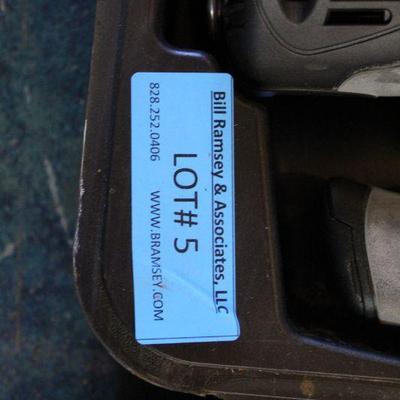 Bill Ramsey & Associates, LLC
LOT# 5
828.252.0406 WWW.BRAMSEY.COM